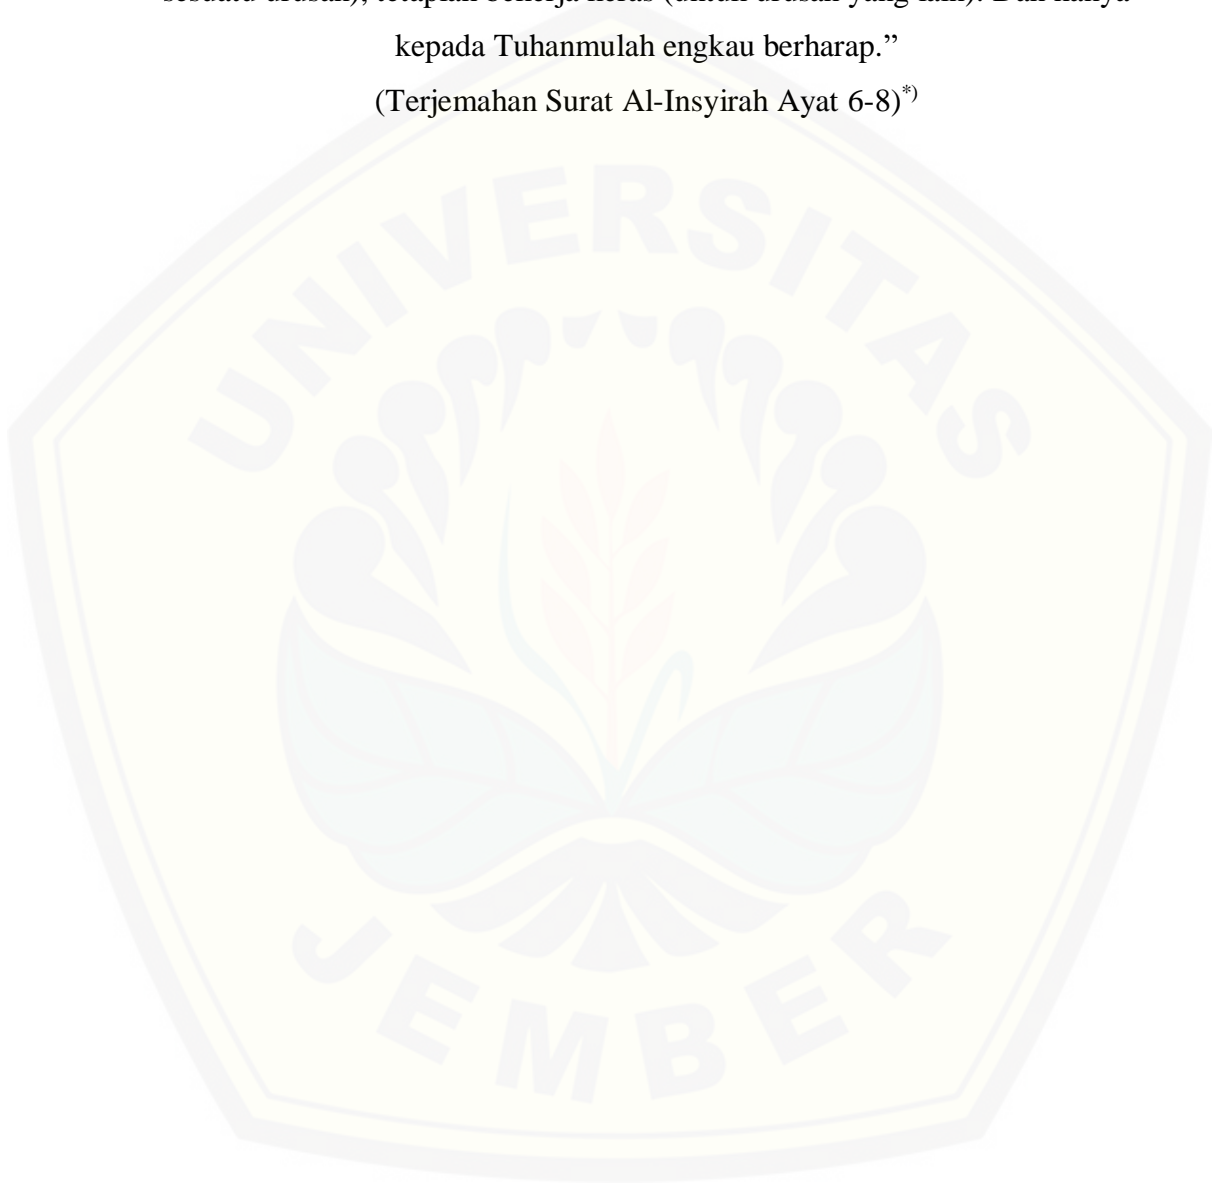 kepada Tuhanmulah engkau berharap.”
(Terjemahan Surat Al-Insyirah Ayat 6-8)*)
UNIVERSITAS
JEMBER